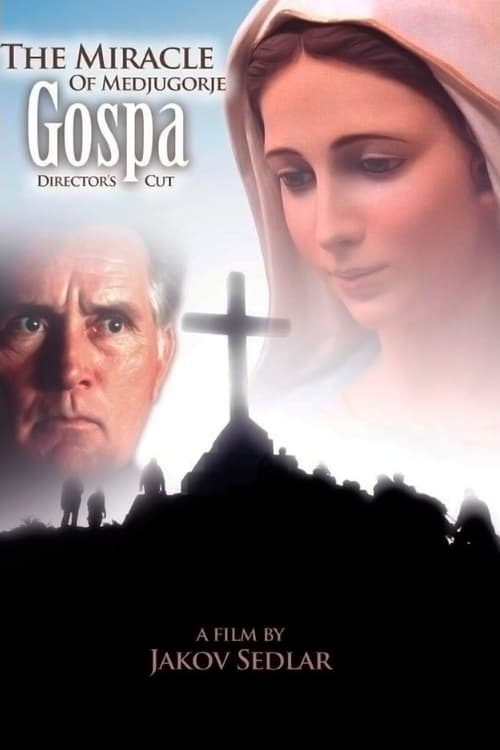 THE MIRACLE
OF MEDJUGORJE
Gospa
DIRECTOR'S CUT
A FILM BY
JAKOV SEDLAR